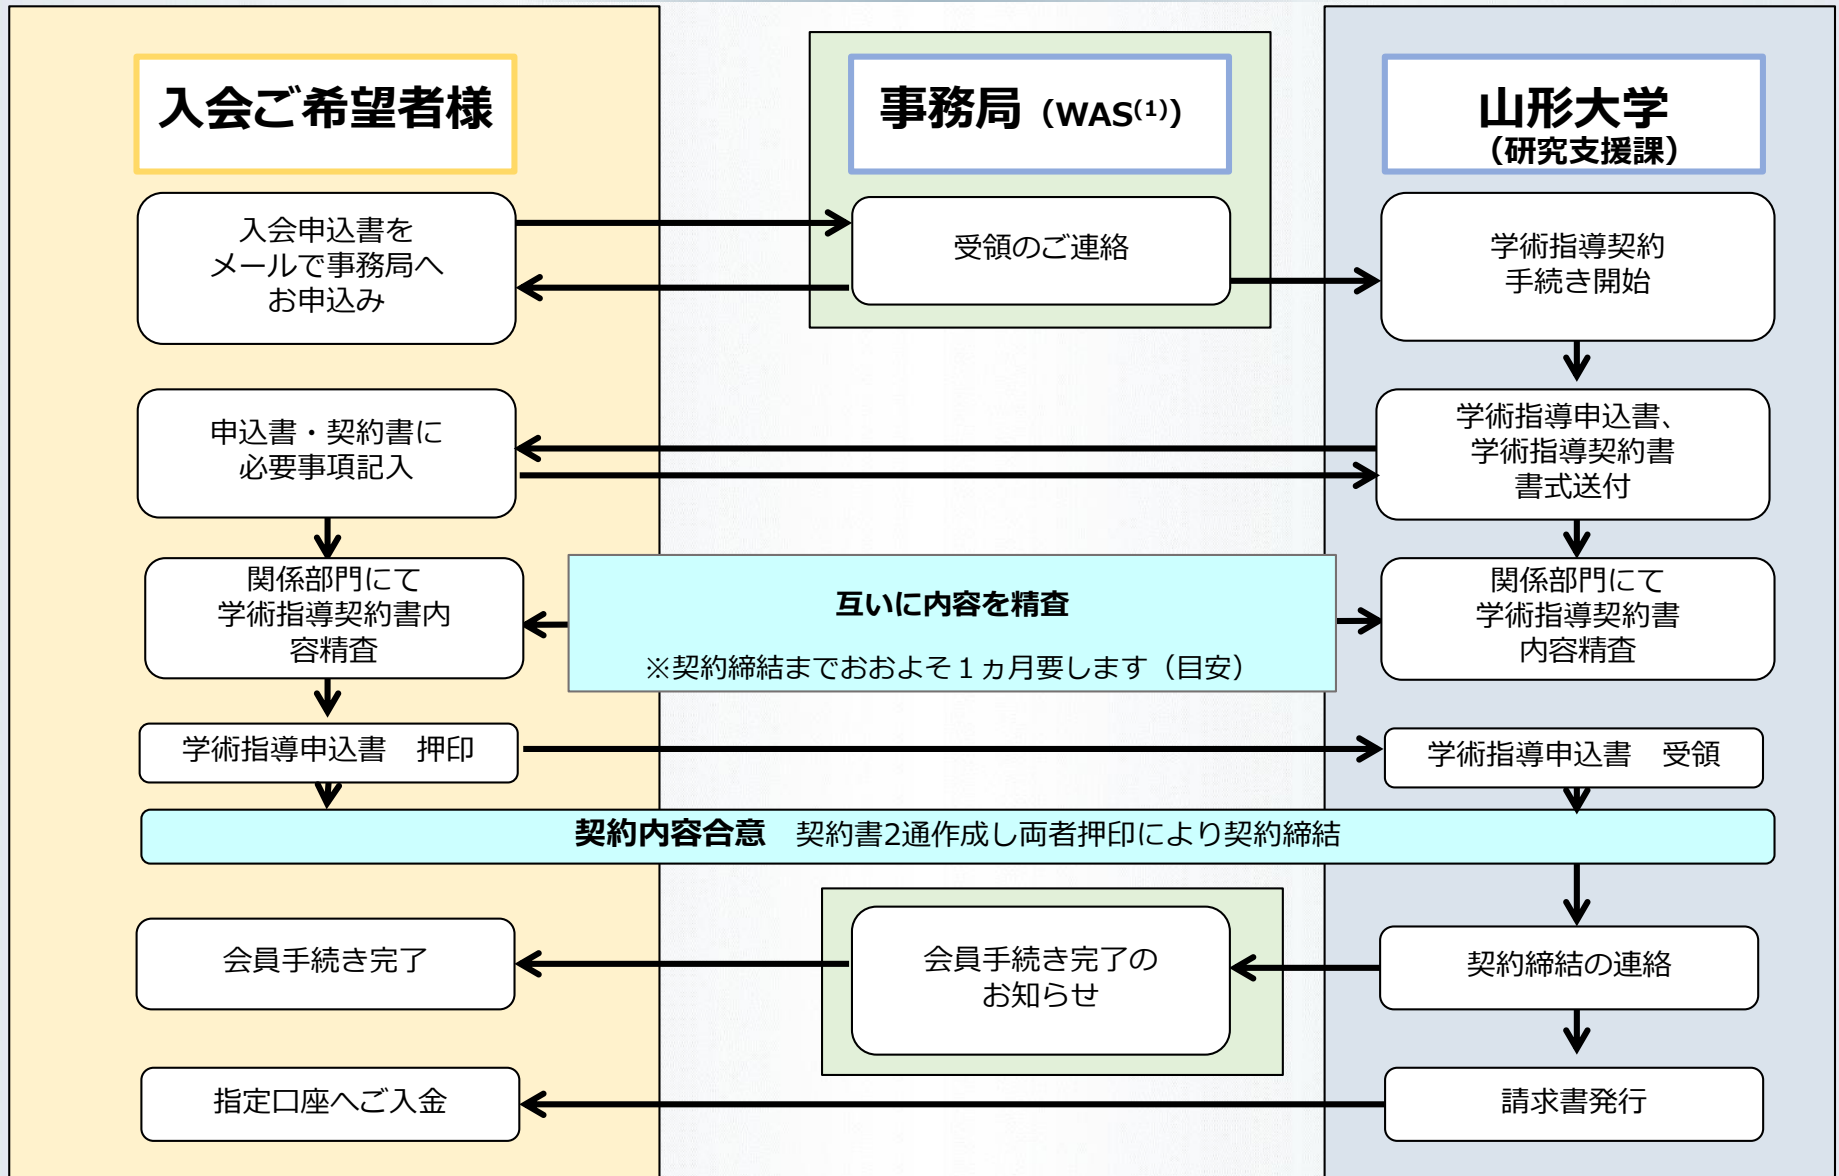 入会ご希望者様
事務局（WAS⁽¹⁾）
山形大学
（研究支援課）
入会申込書を
メールで事務局へ
お申込み
受領のご連絡
学術指導契約
手続き開始
申込書・契約書に
必要事項記入
学術指導申込書、
学術指導契約書
書式送付
関係部門にて
学術指導契約書内
容精査
互いに内容を精査
※契約締結までおおよそ１ヵ月要します（目安）
関係部門にて
学術指導契約書
内容精査
学術指導申込書　押印
学術指導申込書　受領
契約内容合意　契約書2通作成し両者押印により契約締結
会員手続き完了
会員手続き完了の
お知らせ
契約締結の連絡
指定口座へご入金
請求書発行